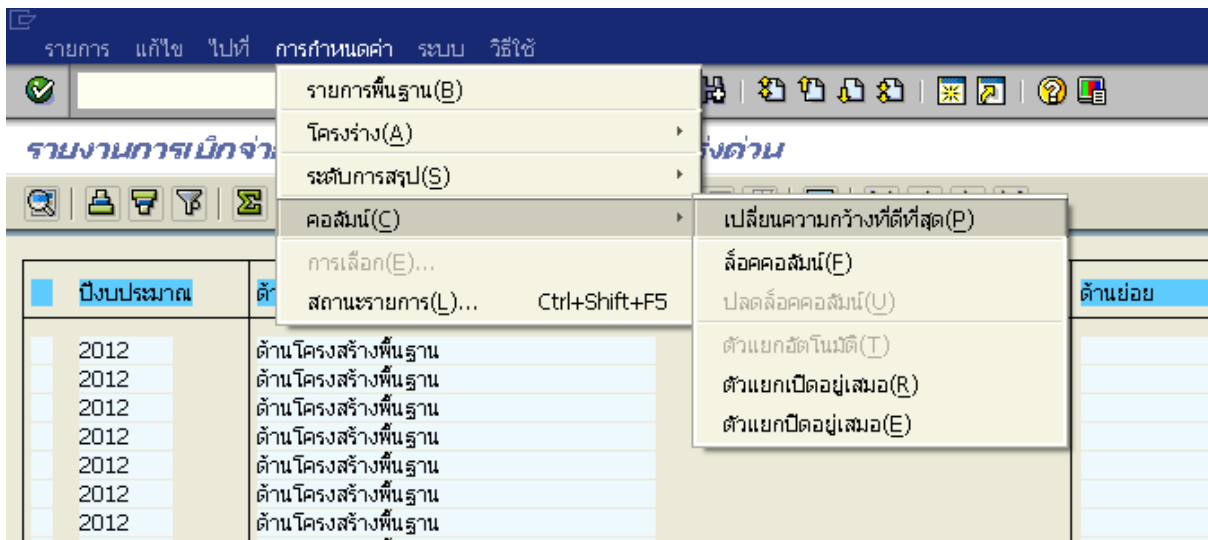 รายการ แก้ไข ไปที่ การกำหนดค่า ระบบ วิธีใช้
รายการพื้นฐาน(B)
โครงร่าง(A)
รายงานการเบิกจ่า
ร่งด่วน
ระดับการสรุป(S)
คอลัมน์(C)
เปลี่ยนความกว้างที่ดีที่สุด(P)
การเลือก(E)...
ล็อคคอลัมน์(F)
ปีงบประมาณ
ด้านย่อย
สถานะรายการ(L)... Ctrl+Shift+F5
ปลดล็อคคอลัมน์(U)
ตัวแยกอัตโนมัติ(T)
ตัวแยกเปิดอยู่เสมอ(R)
ตัวแยกปิดอยู่เสมอ(E)
2012 ด้านโครงสร้างพื้นฐาน
2012 ด้านโครงสร้างพื้นฐาน
2012 ด้านโครงสร้างพื้นฐาน
2012 ด้านโครงสร้างพื้นฐาน
2012 ด้านโครงสร้างพื้นฐาน
2012 ด้านโครงสร้างพื้นฐาน
2012 ด้านโครงสร้างพื้นฐาน